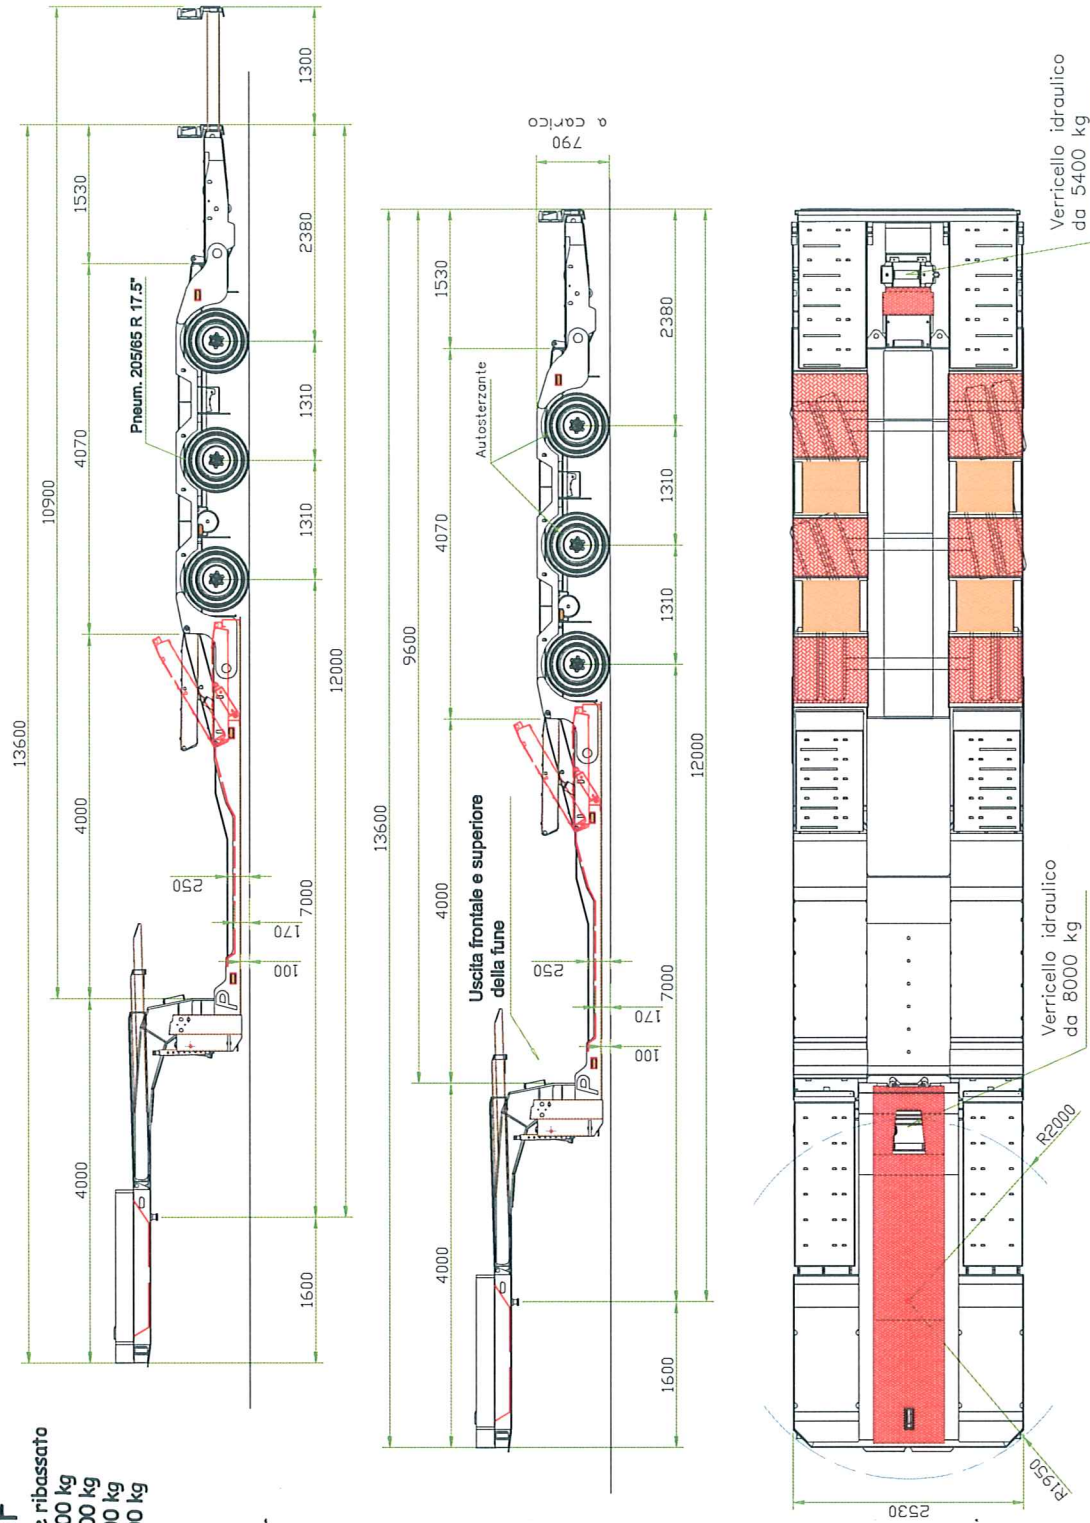 e ribassato
00 kg
00 kg
00 kg
00 kg
13600
10900
4000
4000
4070
1530
Pneum. 205/65 R 17.5"
250
170
100
7000
1310
1310
2380
1300
1600
12000
13600
9600
4000
4000
4070
1530
Uscita frontale e superiore
della fune
Autosterzante
790
a carico
250
170
100
7000
1310
1310
2380
1600
12000
2530
R1950
R2000
Verricello idraulico
da 8000 kg
Verricello idraulico
da 5400 kg